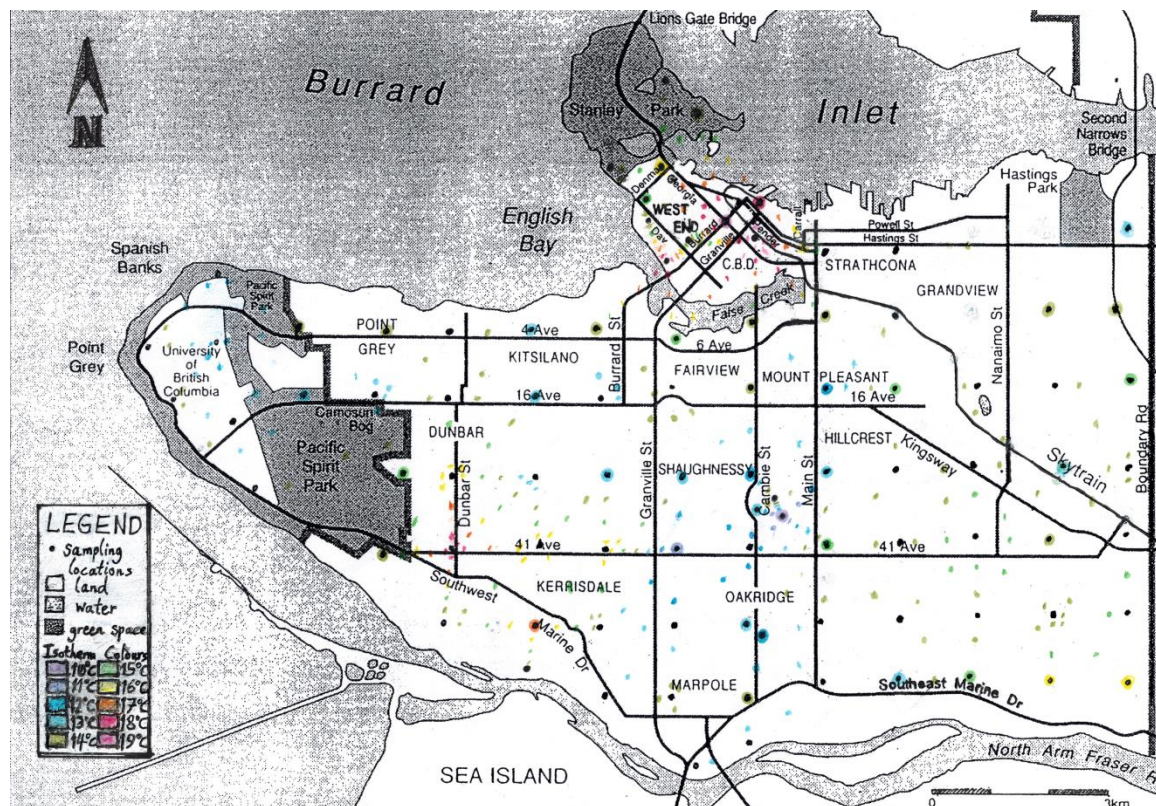 Lions Gate Bridge
Burrard
Inlet
Stanley
Park
Second
Narrows
Bridge
N
Hastings
Park
Georgia
WEST
END
English
Bay
Burrard
Granville
Pender
Carrall
Powell St
Hastings St
C.B.D.
STRATHCONA
Spanish
Banks
Pacific
Spirit
Park
False Creek
GRANDVIEW
Nanaimo St
POINT
GREY
4 Ave
Burrard St
6 Ave
Point
Grey
University
of
British
Columbia
KITSILANO
FAIRVIEW
MOUNT PLEASANT
16 Ave
16 Ave
Camosun
Bog
DUNBAR
Dunbar St
Granville St
SHAUGHNESSY
Cambie St
Main St
HILLCREST
Kingsway
Skytrain
Boundary Rd
Pacific
Spirit
Park
41 Ave
41 Ave
Southwest
Marine Dr
KERRISDALE
OAKRIDGE
MARPOLE
Southeast Marine Dr
SEA ISLAND
North Arm Fraser R
0
3km
LEGEND
sampling
locations
land
water
green space
Isotherm Colours
10°C 15°C
11°C 16°C
12°C 17°C
13°C 18°C
14°C 19°C